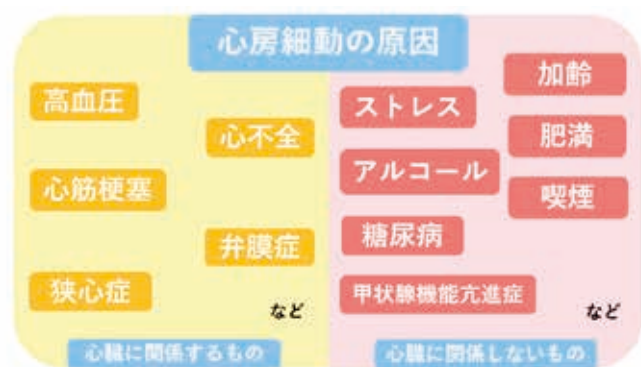 心房細動の原因
高血圧
心不全
心筋梗塞
弁膜症
狭心症
など
心臓に関係するもの
加齢
ストレス
肥満
アルコール
喫煙
糖尿病
甲状腺機能亢進症
など
心臓に関係しないもの